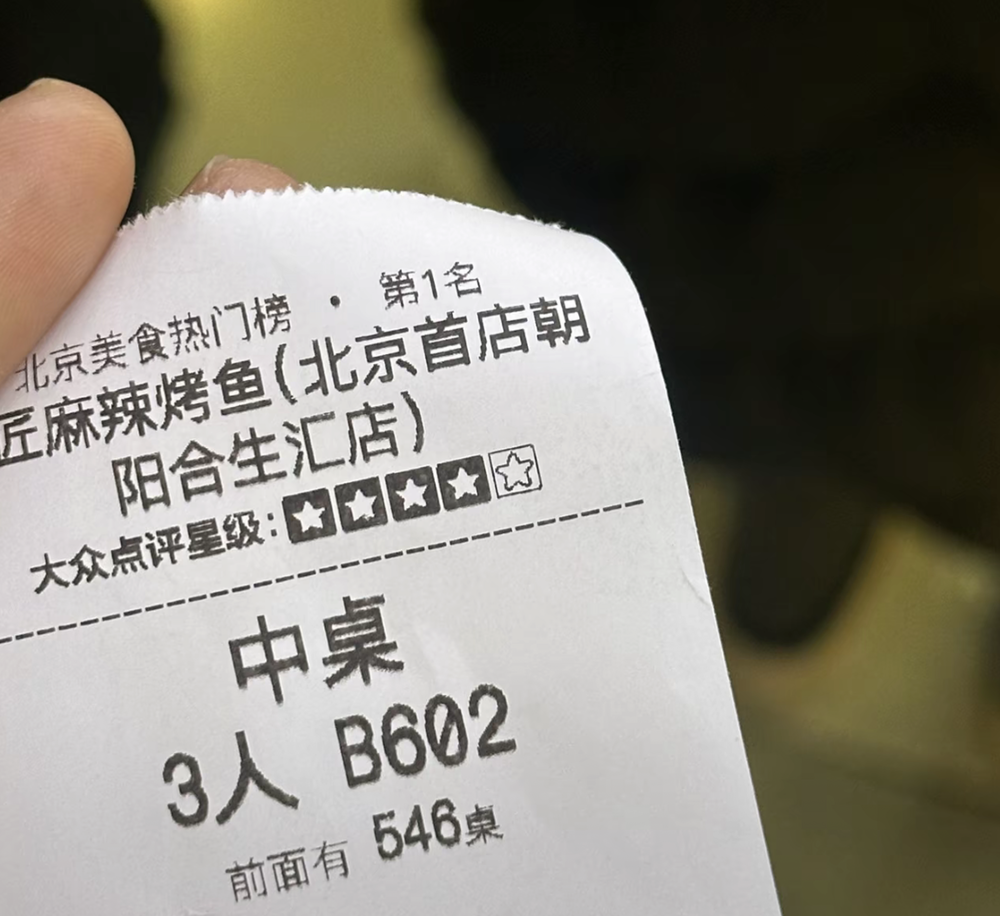 北京美食热门榜 · 第1名
匠麻辣烤鱼(北京首店朝
阳合生汇店)
大众点评星级:
中桌
3人 B602
前面有 546桌